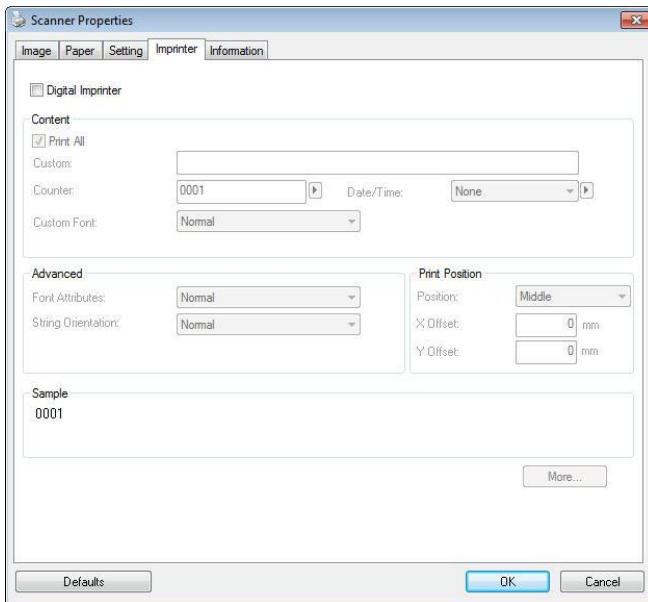 Scanner Properties
Image Paper Setting Imprinter Information
Digital Imprinter
Content
Print All
Custom:
Counter: 0001 Date/Time: None
Custom Font: Normal
Advanced
Font Attributes: Normal
String Orientation: Normal
Print Position
Position: Middle
X Offset: 0 mm
Y Offset: 0 mm
Sample
0001
More...
Defaults OK Cancel